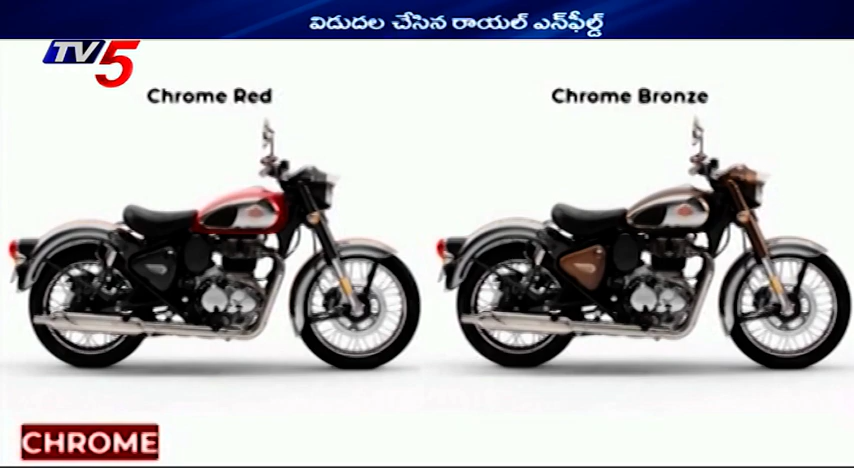 విడుదల చేసిన రాయల్ ఎన్‌ఫీల్డ్
TV5
Chrome Red
Chrome Bronze
CHROME